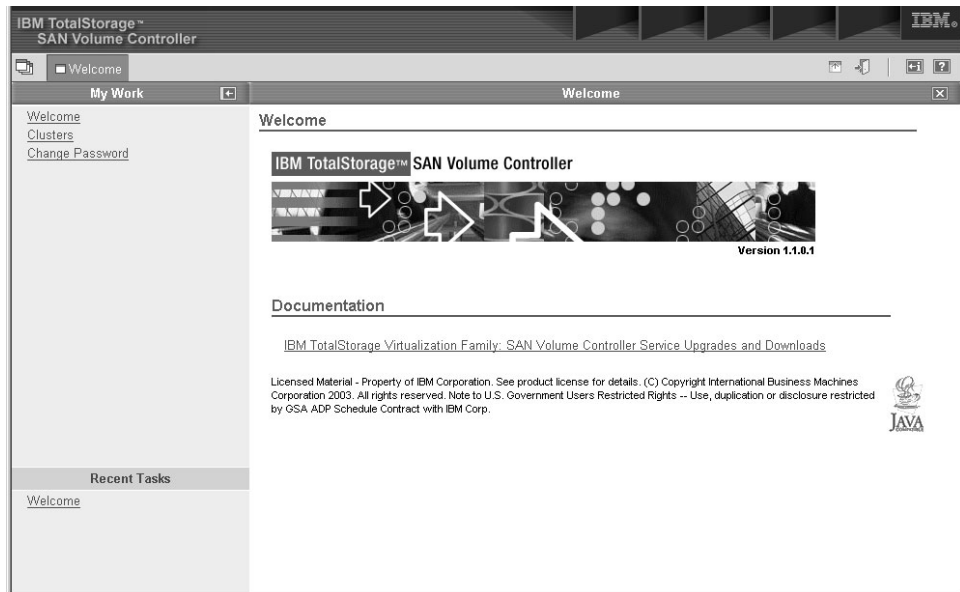 IBM TotalStorage™
SAN Volume Controller
IBM®
Welcome
My Work
Welcome
Welcome
Clusters
Change Password
Welcome
IBM TotalStorage™ SAN Volume Controller
Version 1.1.0.1
Documentation
IBM TotalStorage Virtualization Family: SAN Volume Controller Service Upgrades and Downloads
Licensed Material - Property of IBM Corporation. See product license for details. (C) Copyright International Business Machines
Corporation 2003. All rights reserved. Note to U.S. Government Users Restricted Rights -- Use, duplication or disclosure restricted
by GSA ADP Schedule Contract with IBM Corp.
JAVA
Recent Tasks
Welcome